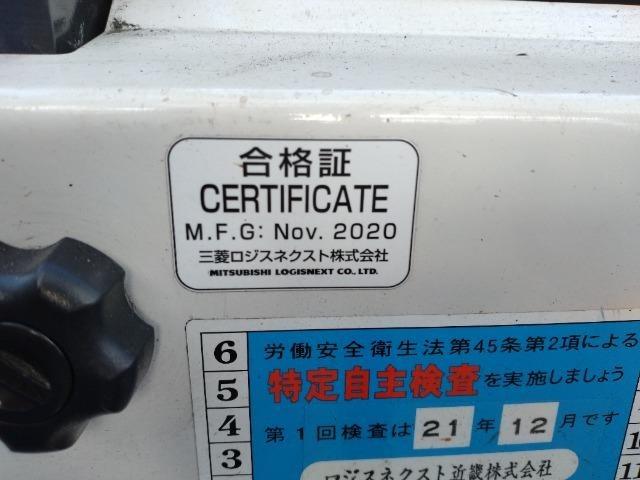 合格証
CERTIFICATE
M.F.G: Nov. 2020
三菱ロジスネクスト株式会社
MITSUBISHI LOGISNEXT CO., LTD.
6
5
4
3
労働安全衛生法第45条第2項による
特定自主検査を実施しましょう
第1回検査は21年12月です
ロジスネクスト近畿株式会社